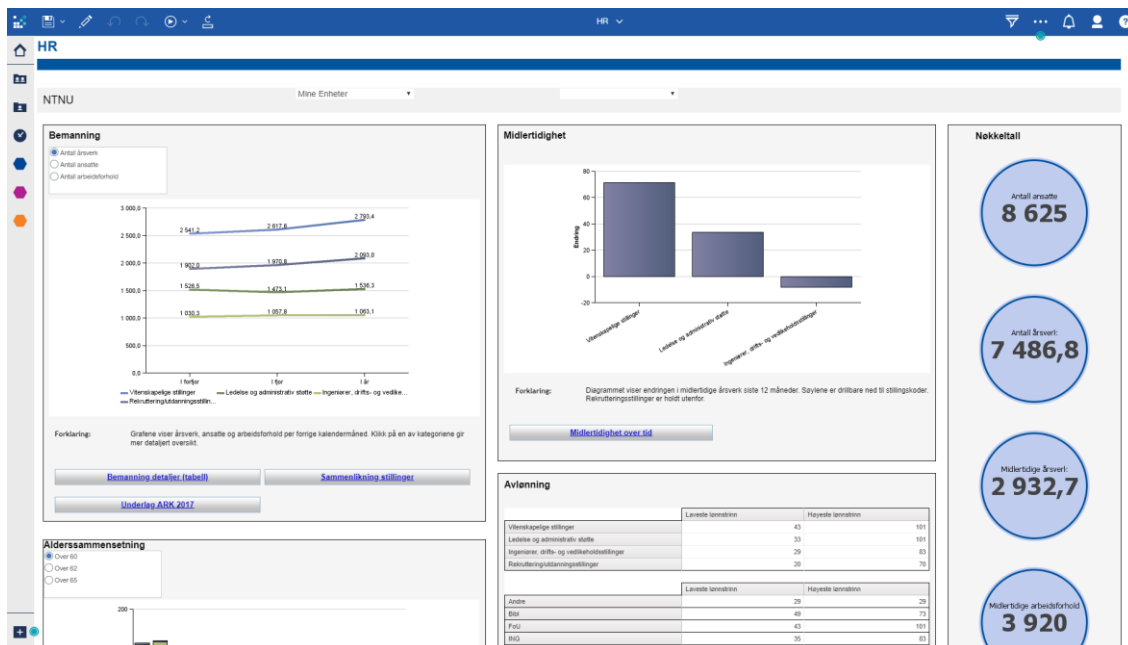 HR
HR
NTNU
Mine Enheter
Bemanning
Antall årsverk
Antall ansatte
Antall arbeidsforhold
3 000,0
2 500,0
2 000,0
1 500,0
1 000,0
500,0
0,0
2 541,2
2 617,6
2 793,4
1 902,0
1 970,8
2 093,0
1 526,5
1 473,1
1 536,3
1 030,3
1 057,8
1 063,1
I forfjor
I fjor
I år
Vitenskapelige stillinger
Ledelse og administrativ støtte
Ingeniører, drifts- og vedlike...
Rekruttering/utdanningsstillin...
Forklaring:
Grafene viser årsverk, ansatte og arbeidsforhold per forrige kalendermåned. Klikk på en av kategoriene gir
mer detaljert oversikt.
Bemanning detaljer (tabell)
Sammenlikning stillinger
Underlag ARK 2017
Alderssammensetning
Over 60
Over 62
Over 65
200
Midlertidighet
Endring
80
60
40
20
0
-20
Vitenskapelige stillinger
Ledelse og administrativ støtte
Ingeniører, drifts- og vedlikeholdsstillinger
Forklaring:
Diagrammet viser endringen i midlertidige årsverk siste 12 måneder. Søylene er drillbare ned til stillingskoder.
Rekrutteringsstillinger er holdt utenfor.
Midlertidighet over tid
Avlønning
Laveste lønnstrinn Høyeste lønnstrinn
Vitenskapelige stillinger 43 101
Ledelse og administrativ støtte 33 101
Ingeniører, drifts- og vedlikeholdsstillinger 29 83
Rekruttering/utdanningsstillinger 20 70
Laveste lønnstrinn Høyeste lønnstrinn
Andre 29 29
Bibl 49 73
FoU 43 101
ING 35 83
Nøkkeltall
Antall ansatte
8 625
Antall årsverk:
7 486,8
Midlertidige årsverk:
2 932,7
Midlertidige arbeidsforhold
3 920